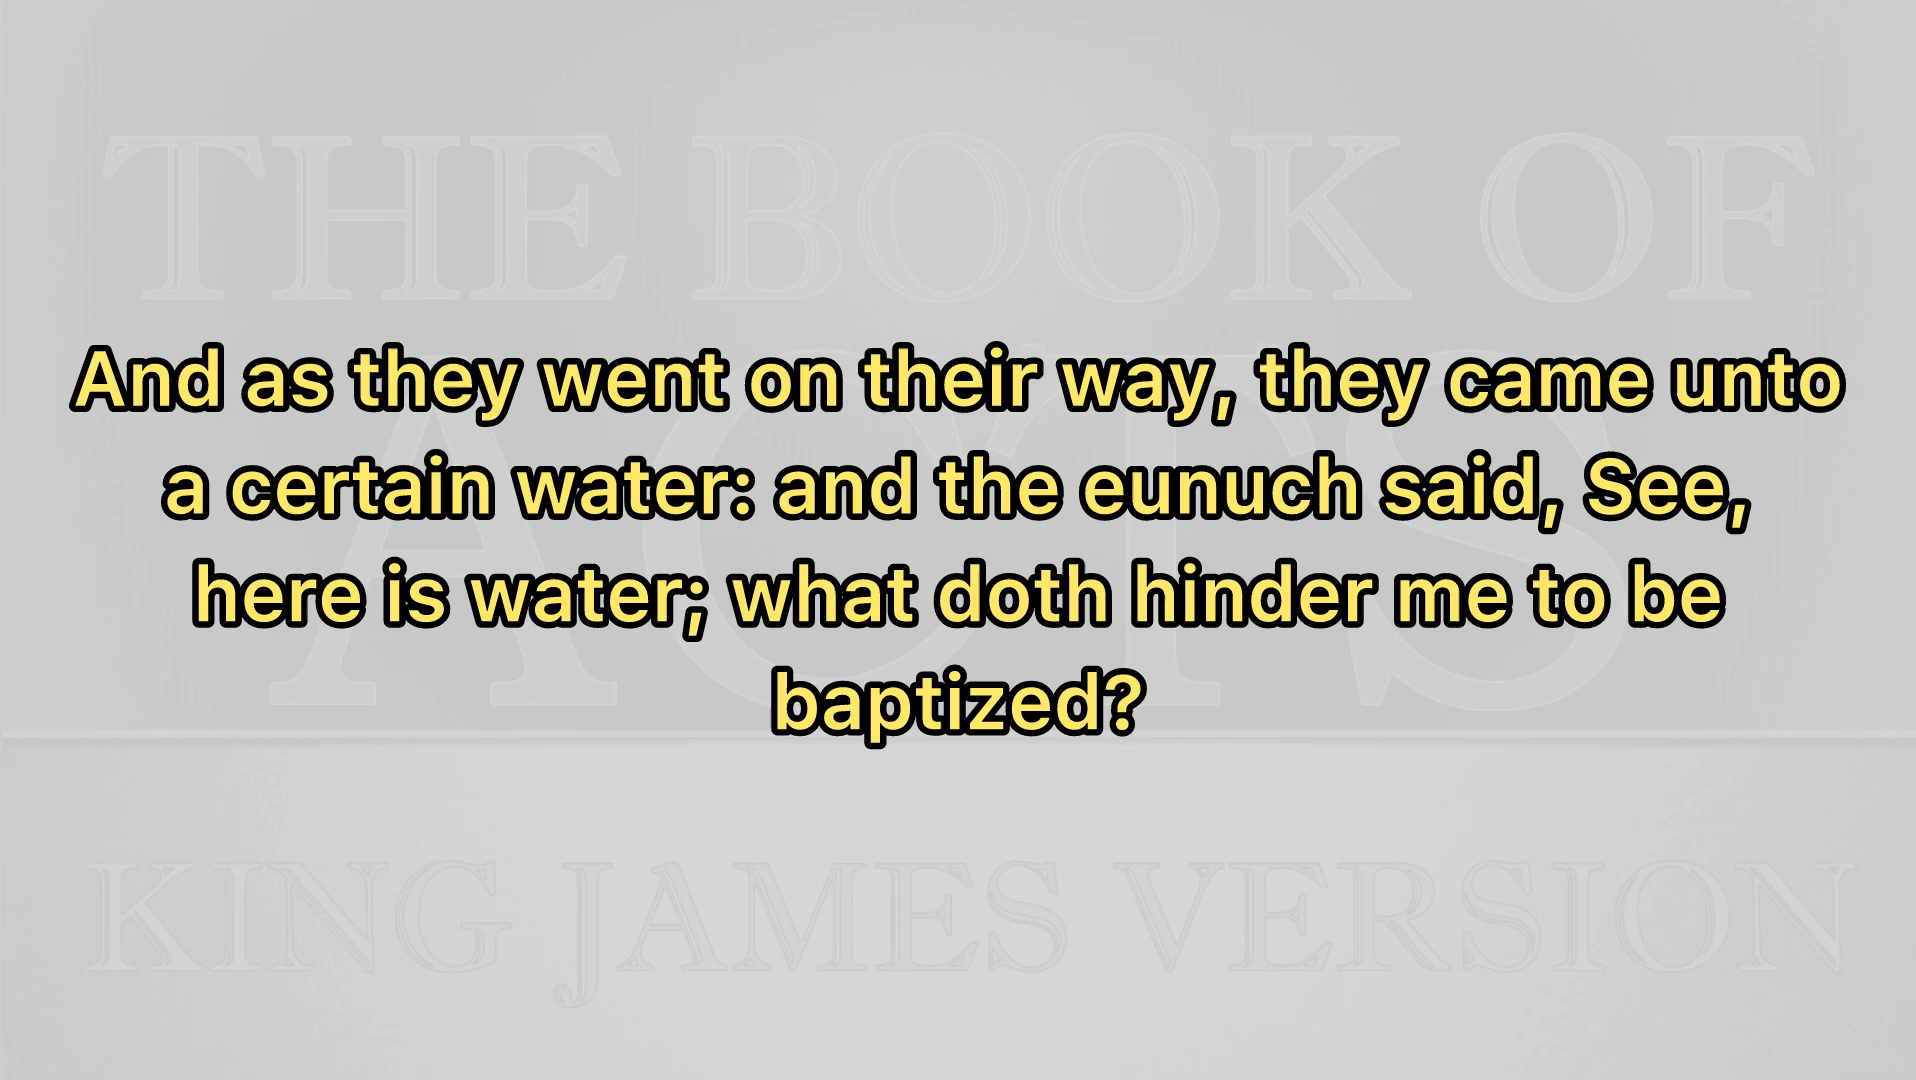 THE BOOK OF
ACTS
And as they went on their way, they came unto
a certain water: and the eunuch said, See,
here is water; what doth hinder me to be
baptized?
KING JAMES VERSION